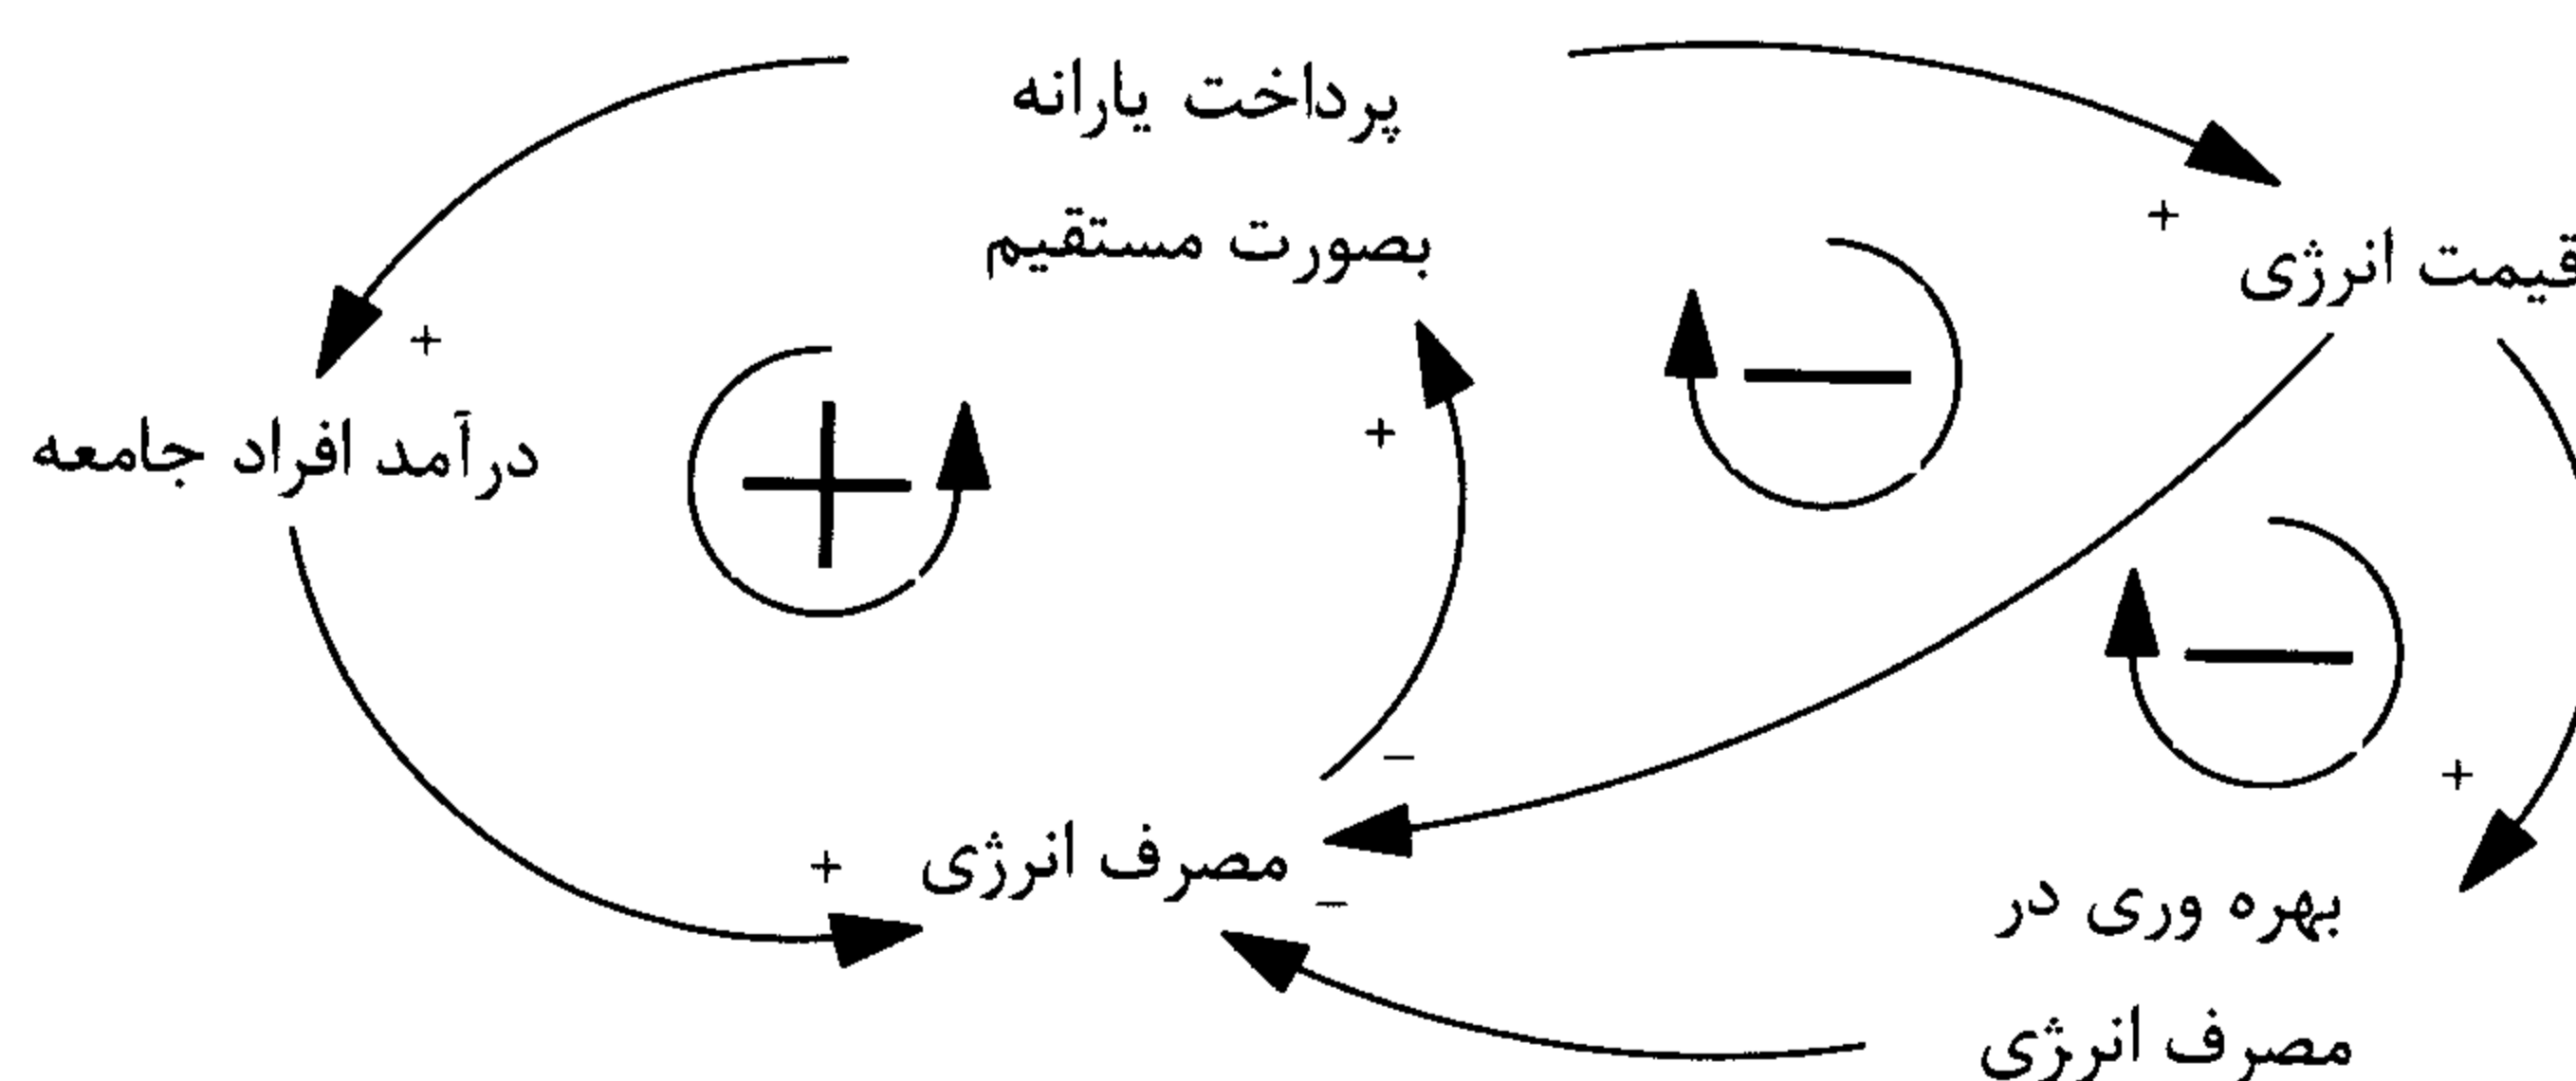 پرداخت یارانه
بصورت مستقیم
+
قیمت انرژی
+
درآمد افراد جامعه
+
+
−
−
−
+
+
مصرف انرژی
−
بهره وری در
مصرف انرژی